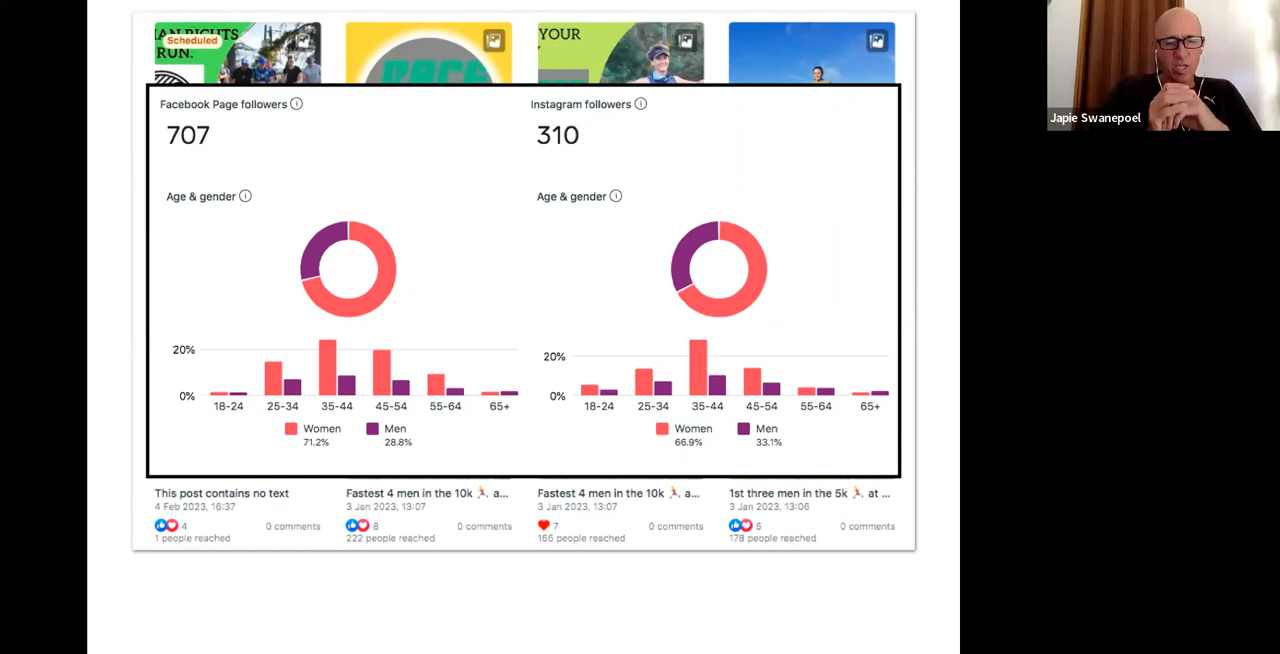 AN RIGHTS
Scheduled
RUN.
YOUR
Y
RACE
Japie Swanepoel
Facebook Page followers
707
Age & gender
20%
0%
18-24 25-34 35-44 45-54 55-64 65+
Women Men
71.2% 28.8%
Instagram followers
310
Age & gender
20%
0%
18-24 25-34 35-44 45-54 55-64 65+
Women Men
66.9% 33.1%
This post contains no text
4 Feb 2023, 16:37
4 0 comments
1 people reached
Fastest 4 men in the 10k 🏃 a...
3 Jan 2023, 13:07
8 0 comments
222 people reached
Fastest 4 men in the 10k 🏃 a...
3 Jan 2023, 13:07
7 0 comments
166 people reached
1st three men in the 5k 🏃 at ...
3 Jan 2023, 13:06
5 0 comments
178 people reached